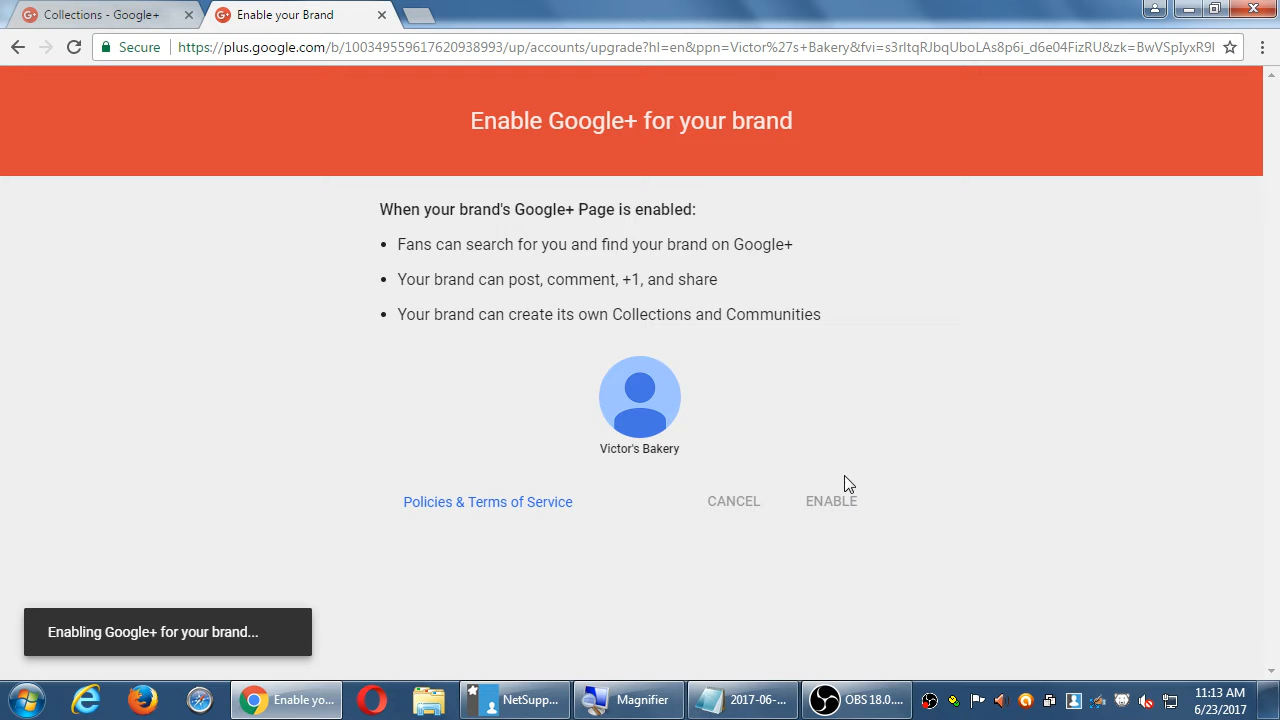 Collections - Google+
Enable your Brand
Secure
https://plus.google.com/b/100349559617620938993/up/accounts/upgrade?hl=en&ppn=Victor%27s+Bakery&fvi=s3rltqRJbqUboLAs8p6i_d6e04FizRU&zk=BwVSpIyxR9l
Enable Google+ for your brand
When your brand's Google+ Page is enabled:
• Fans can search for you and find your brand on Google+
• Your brand can post, comment, +1, and share
• Your brand can create its own Collections and Communities
Victor's Bakery
Policies & Terms of Service
CANCEL
ENABLE
Enabling Google+ for your brand...
Enable yo...
NetSupp...
Magnifier
2017-06-...
OBS 18.0....
11:13 AM
6/23/2017